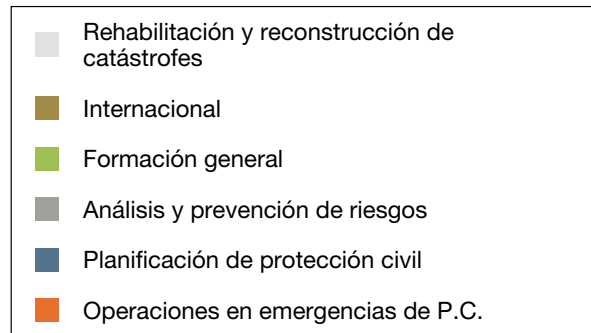 Rehabilitación y reconstrucción de
catástrofes
Internacional
Formación general
Análisis y prevención de riesgos
Planificación de protección civil
Operaciones en emergencias de P.C.